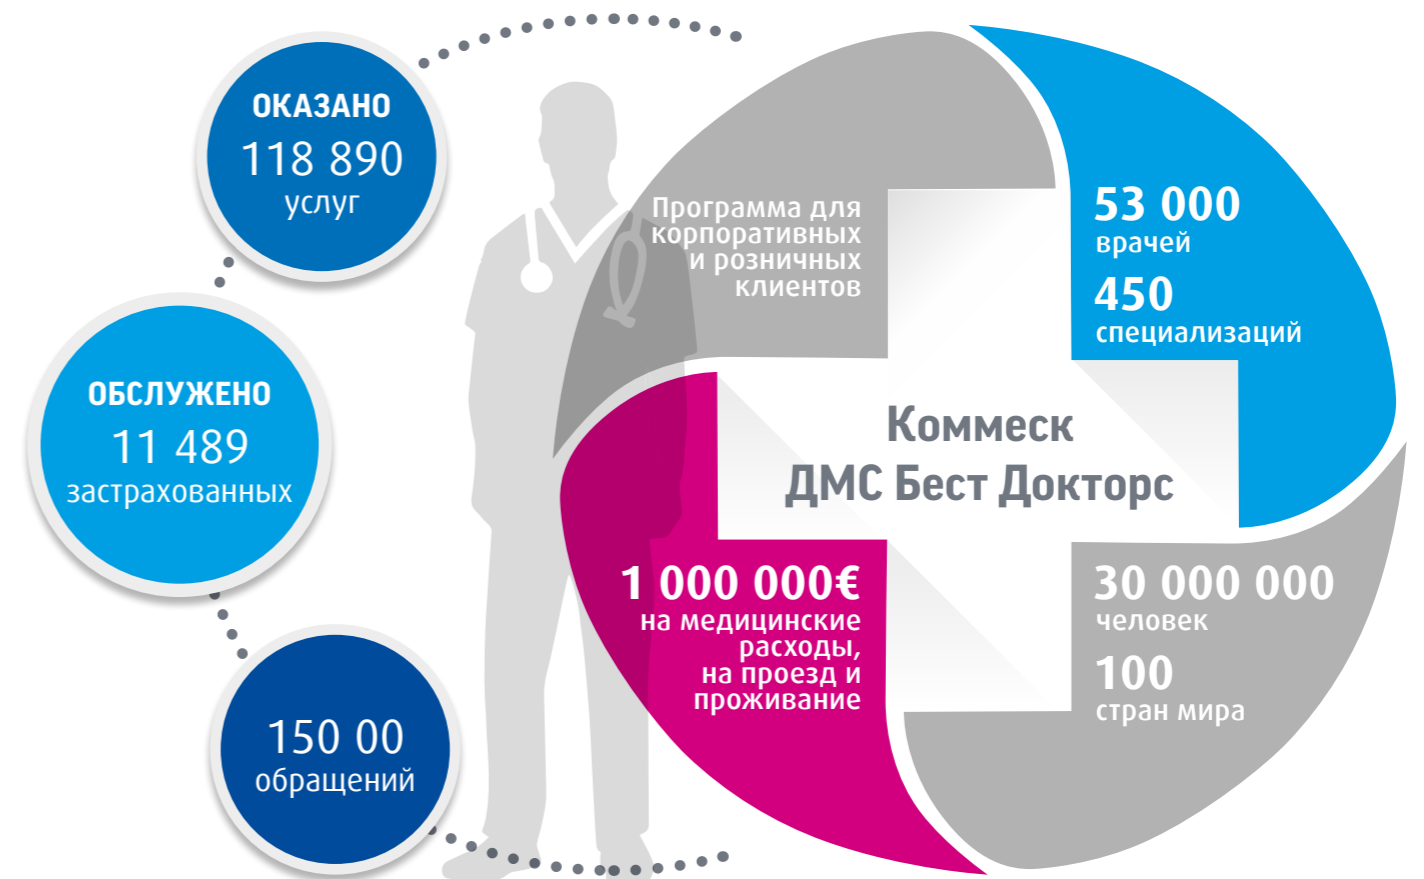 ОКАЗАНО
118 890
услуг
ОБСЛУЖЕНО
11 489
застрахованных
150 00
обращений
Программа для
корпоративных
и розничных
клиентов
53 000
врачей
450
специализаций
Коммеск
ДМС Бест Докторс
1 000 000€
на медицинские
расходы,
на проезд и
проживание
30 000 000
человек
100
стран мира